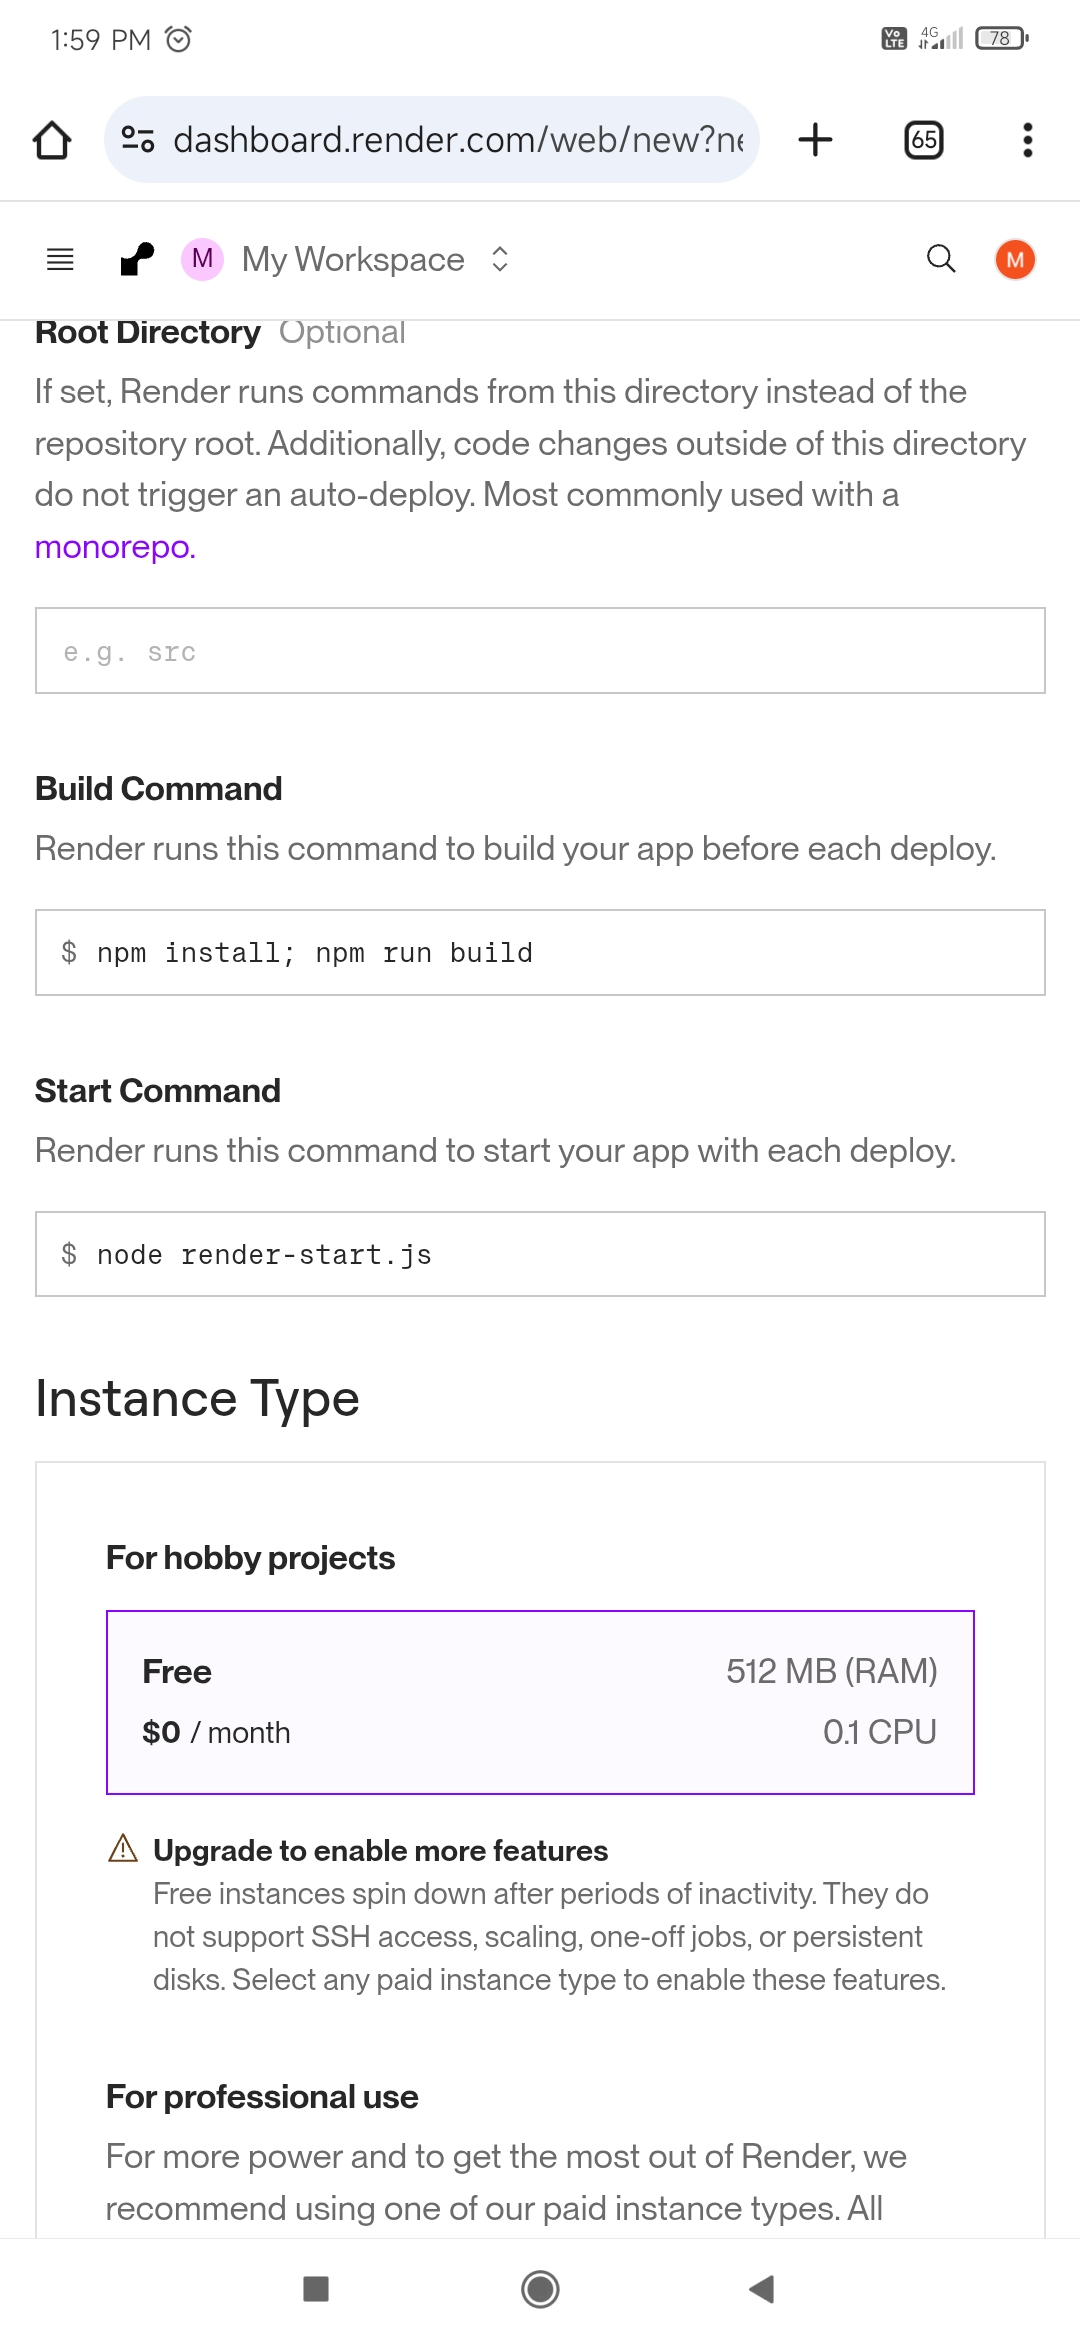 1:59 PM
Vo LTE 4G 78
dashboard.render.com/web/new?ne
65
M My Workspace M
Root Directory Optional
If set, Render runs commands from this directory instead of the
repository root. Additionally, code changes outside of this directory
do not trigger an auto-deploy. Most commonly used with a
monorepo.
e.g. src
Build Command
Render runs this command to build your app before each deploy.
$ npm install; npm run build
Start Command
Render runs this command to start your app with each deploy.
$ node render-start.js
Instance Type
For hobby projects
Free 512 MB (RAM)
$0 / month 0.1 CPU
Upgrade to enable more features
Free instances spin down after periods of inactivity. They do
not support SSH access, scaling, one-off jobs, or persistent
disks. Select any paid instance type to enable these features.
For professional use
For more power and to get the most out of Render, we
recommend using one of our paid instance types. All